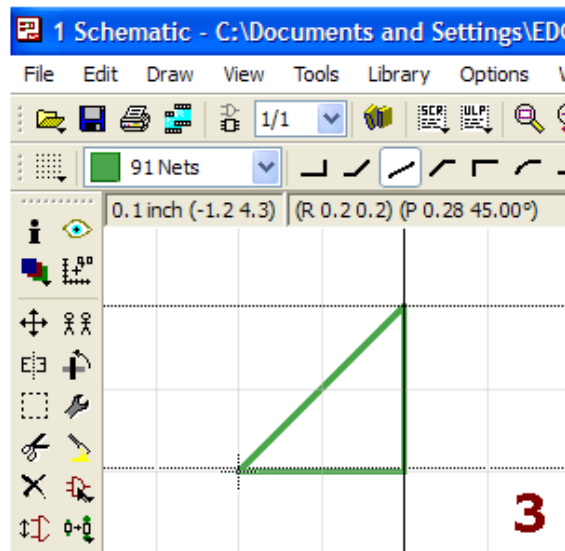 1 Schematic - C:\Documents and Settings\ED
File Edit Draw View Tools Library Options
1/1 SCR ULP
91 Nets
0.1 inch (-1.2 4.3) (R 0.2 0.2) (P 0.28 45.00°)
3